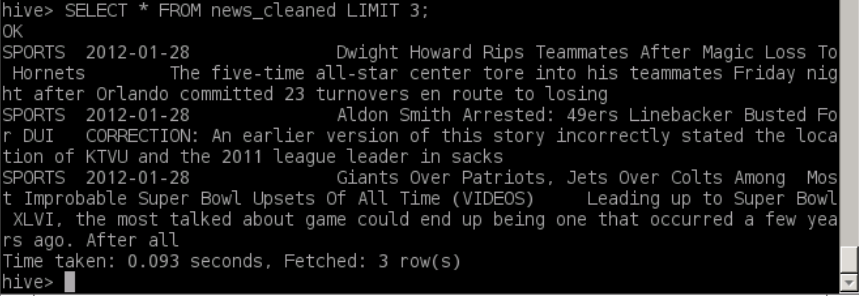 hive> SELECT * FROM news_cleaned LIMIT 3;
OK
SPORTS  2012-01-28              Dwight Howard Rips Teammates After Magic Loss To
 Hornets        The five-time all-star center tore into his teammates Friday nig
ht after Orlando committed 23 turnovers en route to losing
SPORTS  2012-01-28              Aldon Smith Arrested: 49ers Linebacker Busted Fo
r DUI   CORRECTION: An earlier version of this story incorrectly stated the loca
tion of KTVU and the 2011 league leader in sacks
SPORTS  2012-01-28              Giants Over Patriots, Jets Over Colts Among  Mos
t Improbable Super Bowl Upsets Of All Time (VIDEOS)     Leading up to Super Bowl
 XLVI, the most talked about game could end up being one that occurred a few yea
rs ago. After all
Time taken: 0.093 seconds, Fetched: 3 row(s)
hive>